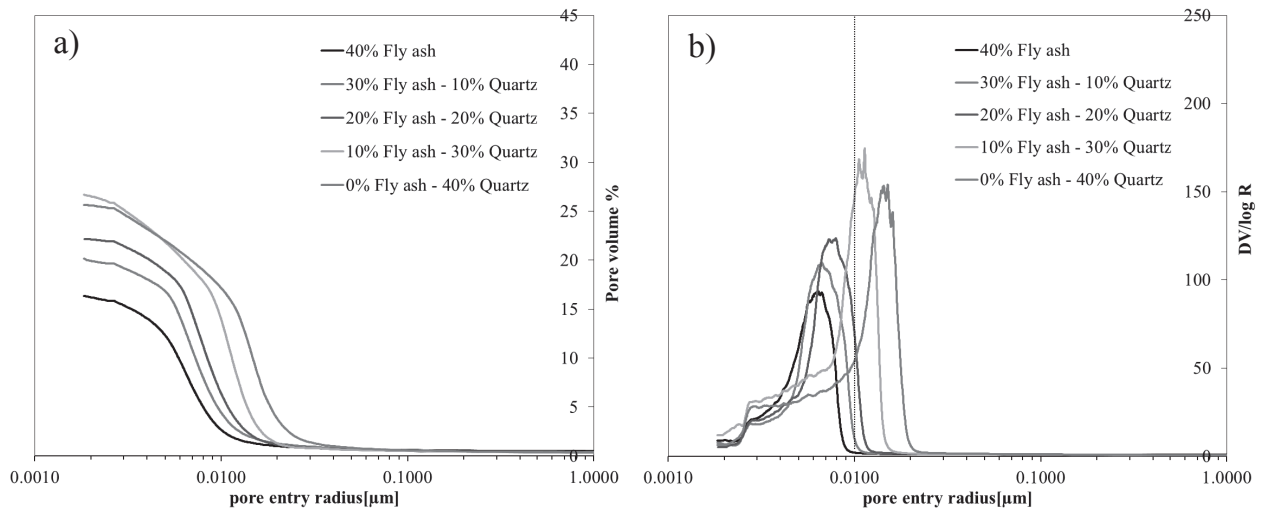 a)
40% Fly ash
30% Fly ash - 10% Quartz
20% Fly ash - 20% Quartz
10% Fly ash - 30% Quartz
0% Fly ash - 40% Quartz
45
40
35
30
25
20
15
10
5
0
Pore volume %
0.0010
0.0100
0.1000
1.0000
pore entry radius[µm]
b)
40% Fly ash
30% Fly ash - 10% Quartz
20% Fly ash - 20% Quartz
10% Fly ash - 30% Quartz
0% Fly ash - 40% Quartz
250
200
150
100
50
0
DV/log R
0.0010
0.0100
0.1000
1.0000
pore entry radius[µm]